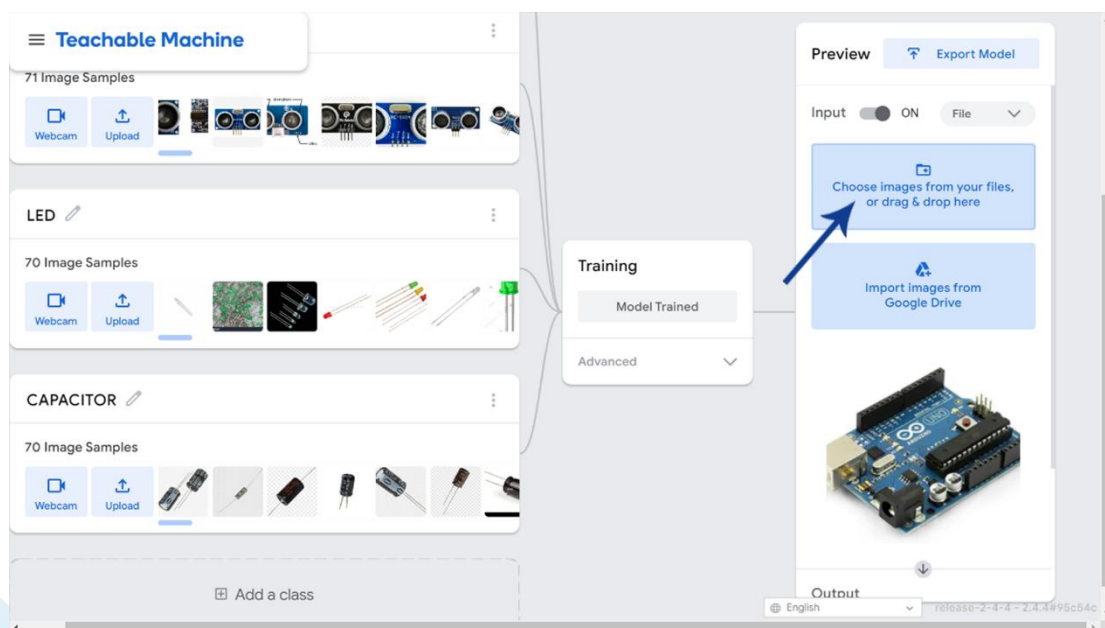 Teachable Machine
71 Image Samples
Webcam
Upload
LED
70 Image Samples
Webcam
Upload
CAPACITOR
70 Image Samples
Webcam
Upload
Add a class
Training
Model Trained
Advanced
Preview
Export Model
Input
ON
File
Choose images from your files,
or drag & drop here
Import images from
Google Drive
ARDUINO
UNO
Output
English
release-2-4-4 - 2.4.4#95c54c